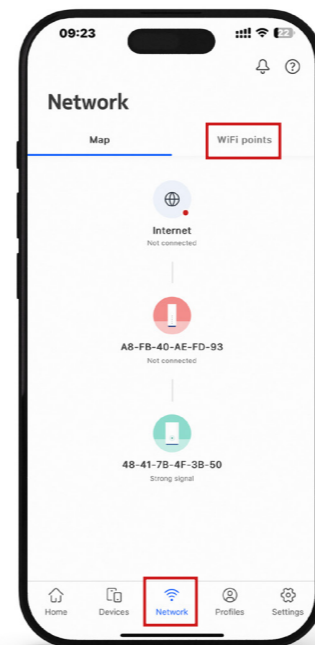 09:23
22
Network
Map
WiFi points
Internet
Not connected
A8-FB-40-AE-FD-93
Not connected
48-41-7B-4F-3B-50
Strong signal
Home
Devices
Network
Profiles
Settings